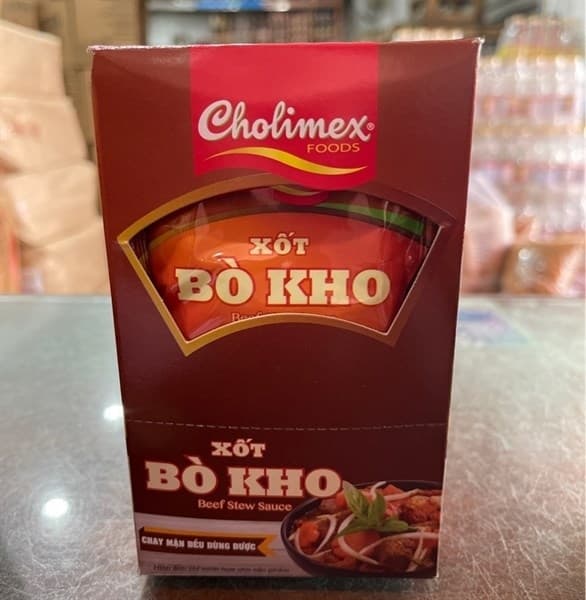 Cholimex®
FOODS
XỐT
BÒ KHO
XỐT
BÒ KHO
Beef Stew Sauce
CHAY MẶN ĐỀU DÙNG ĐƯỢC